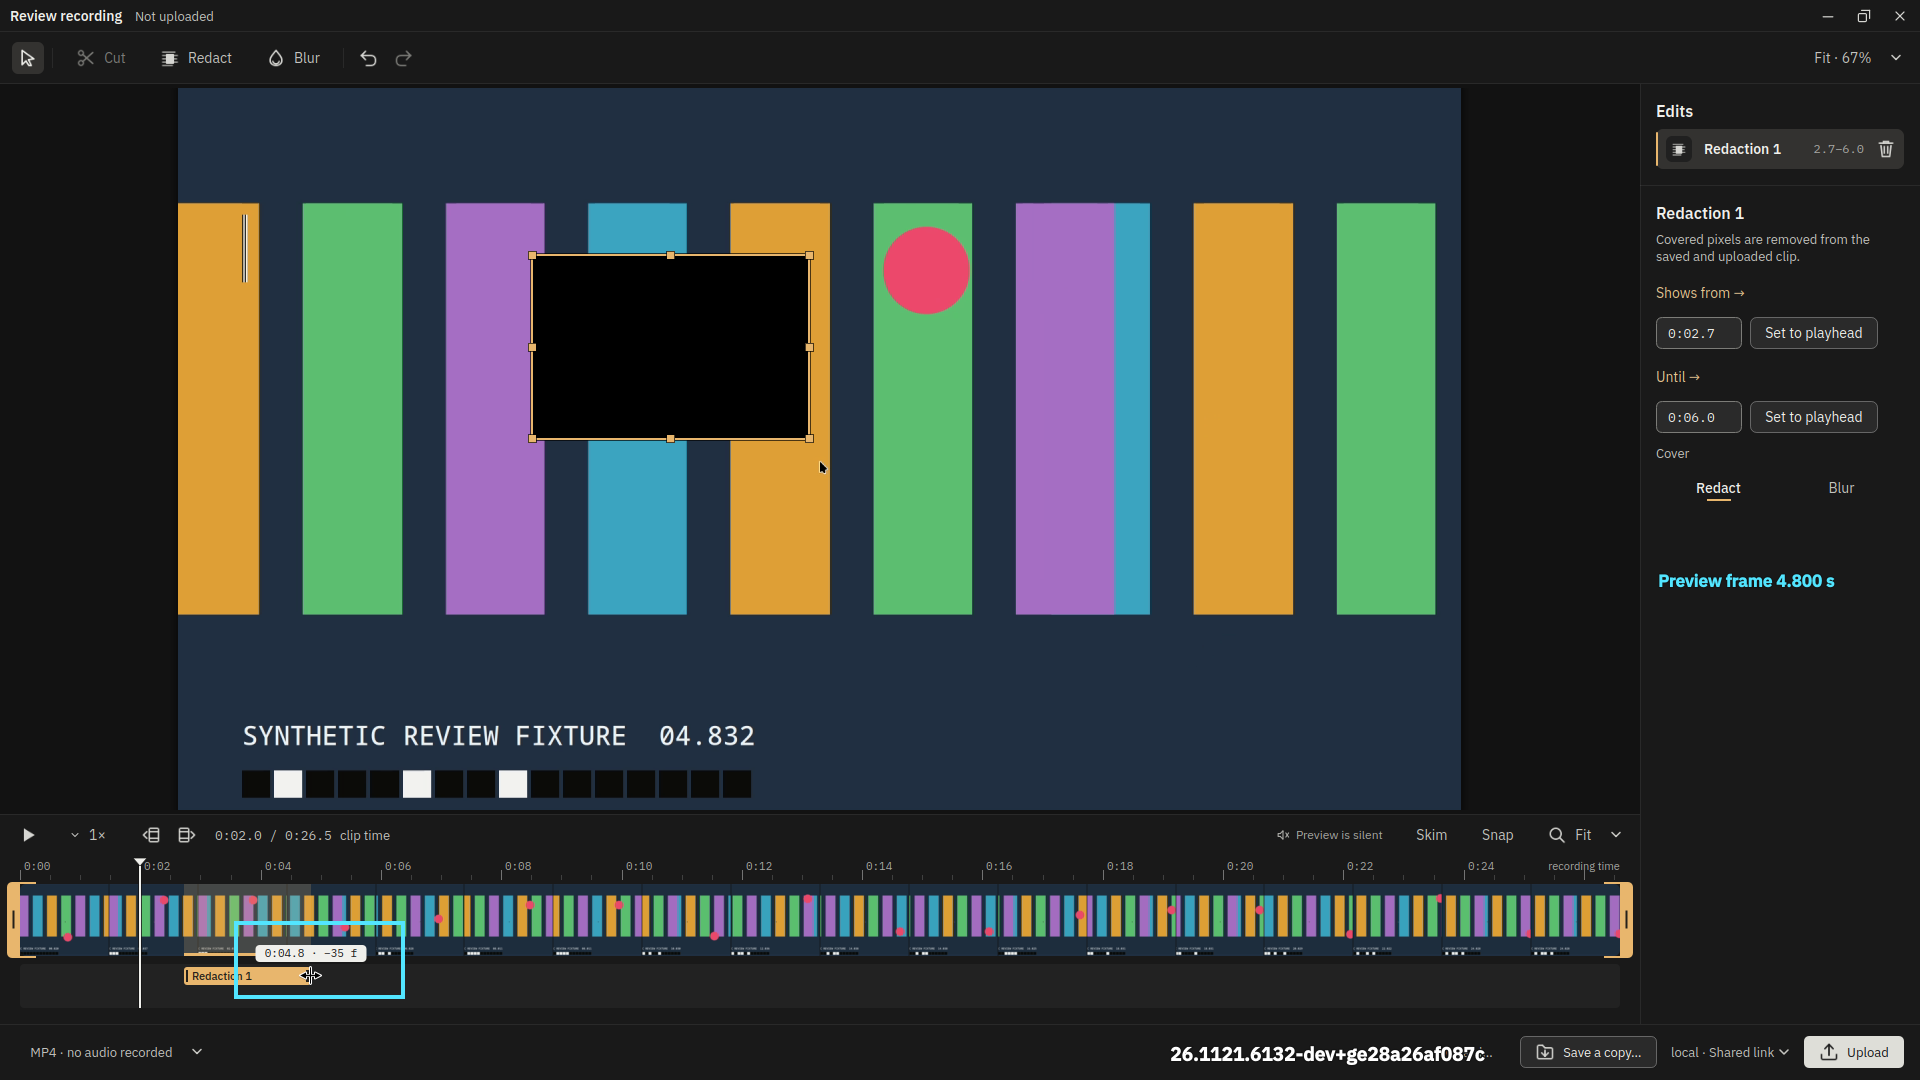 Review recording Not uploaded
Cut Redact Blur Fit · 67%
Edits
Redaction 1 2.7–6.0
Redaction 1
Covered pixels are removed from the
saved and uploaded clip.
Shows from →
0:02.7 Set to playhead
Until →
0:06.0 Set to playhead
Cover
Redact Blur
Preview frame 4.800 s
SYNTHETIC REVIEW FIXTURE 04.832
1× 0:02.0 / 0:26.5 clip time Preview is silent Skim Snap Fit
0:00 0:02 0:04 0:06 0:08 0:10 0:12 0:14 0:16 0:18 0:20 0:22 0:24 recording time
0:04.8 · −35 f
Redaction 1
MP4 · no audio recorded 26.1121.6132-dev+ge28a26af087c Save a copy... local · Shared link Upload